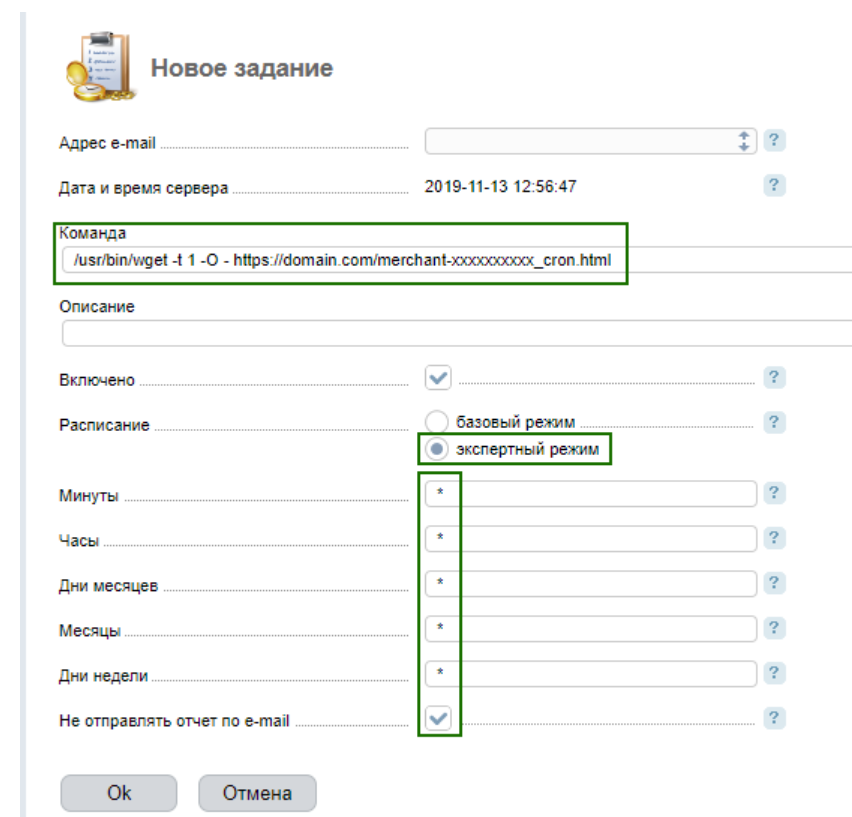 Новое задание
Адрес e-mail ?
Дата и время сервера 2019-11-13 12:56:47 ?
Команда
/usr/bin/wget -t 1 -O - https://domain.com/merchant-xxxxxxxxxx_cron.html
Описание
Включено ?
Расписание базовый режим ?
экспертный режим
Минуты * ?
Часы * ?
Дни месяцев * ?
Месяцы * ?
Дни недели * ?
Не отправлять отчет по e-mail ?
Ok Отмена